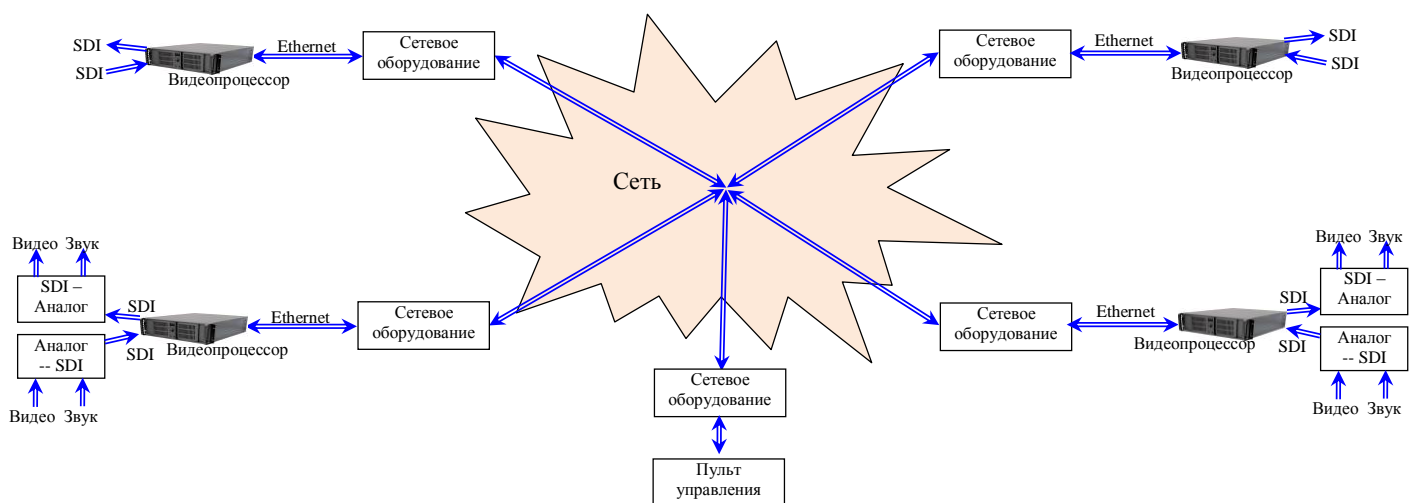 SDI
SDI
Видеопроцессор
Ethernet
Сетевое
оборудование
Сетевое
оборудование
Ethernet
Видеопроцессор
SDI
SDI
Сеть
Видео Звук
SDI –
Аналог
SDI
Аналог
-- SDI
SDI
Видеопроцессор
Видео Звук
Ethernet
Сетевое
оборудование
Сетевое
оборудование
Ethernet
Видеопроцессор
Видео Звук
SDI
SDI –
Аналог
SDI
Аналог
-- SDI
Видео Звук
Сетевое
оборудование
Пульт
управления